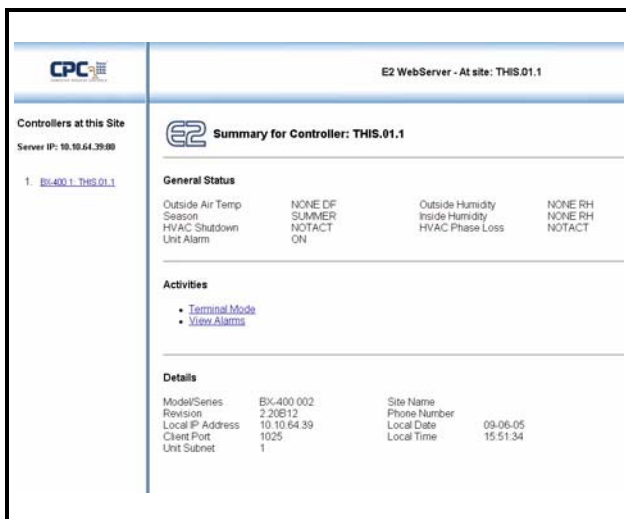 CPC
E2 WebServer - At site: THIS.01.1
Controllers at this Site
Server IP: 10.10.64.39:80
1. BX-400 1: THIS.01.1
E2 Summary for Controller: THIS.01.1
General Status
Outside Air Temp NONE DF Outside Humidity NONE RH
Season SUMMER Inside Humidity NONE RH
HVAC Shutdown NOTACT HVAC Phase Loss NOTACT
Unit Alarm ON
Activities
• Terminal Mode
• View Alarms
Details
Model/Series BX-400 002 Site Name
Revision 2.20B12 Phone Number
Local IP Address 10.10.64.39 Local Date 09-06-05
Client Port 1025 Local Time 15:51:34
Unit Subnet 1